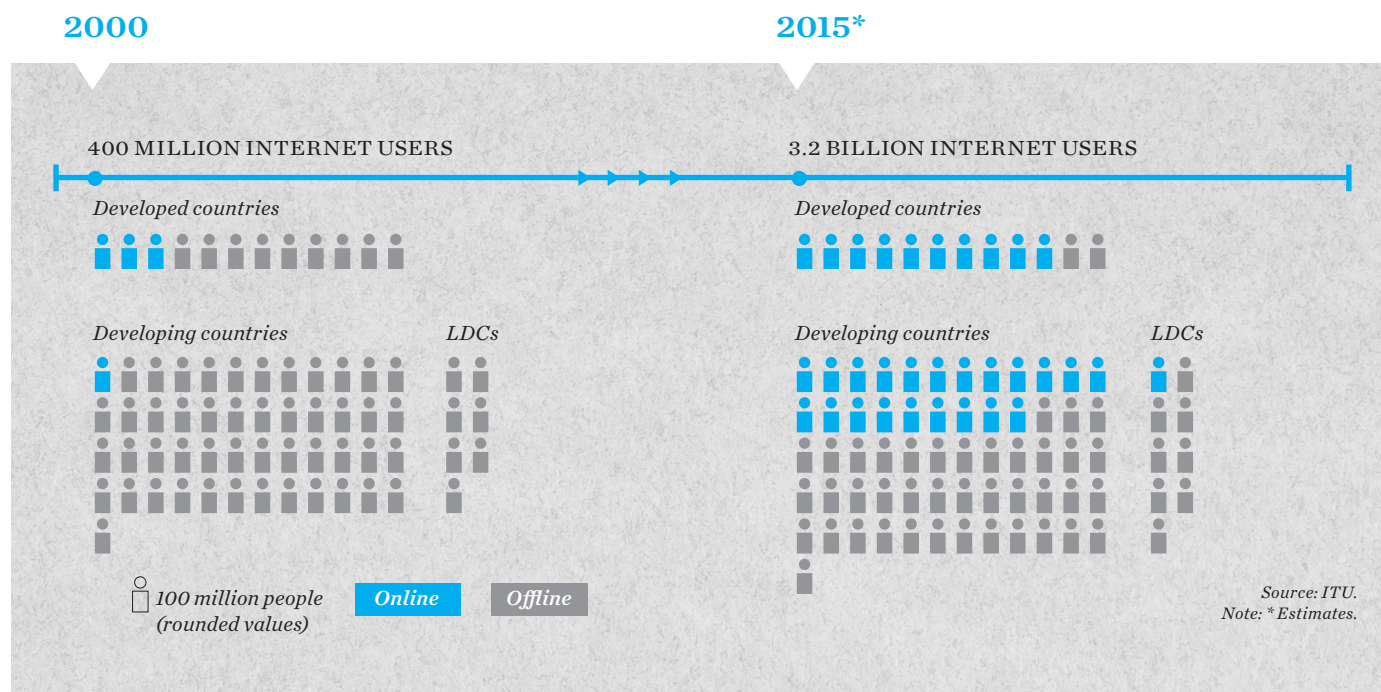 2000
2015*
400 MILLION INTERNET USERS
3.2 BILLION INTERNET USERS
Developed countries
Developed countries
Developing countries
LDCs
Developing countries
LDCs
100 million people
(rounded values)
Online
Offline
Source: ITU.
Note: * Estimates.